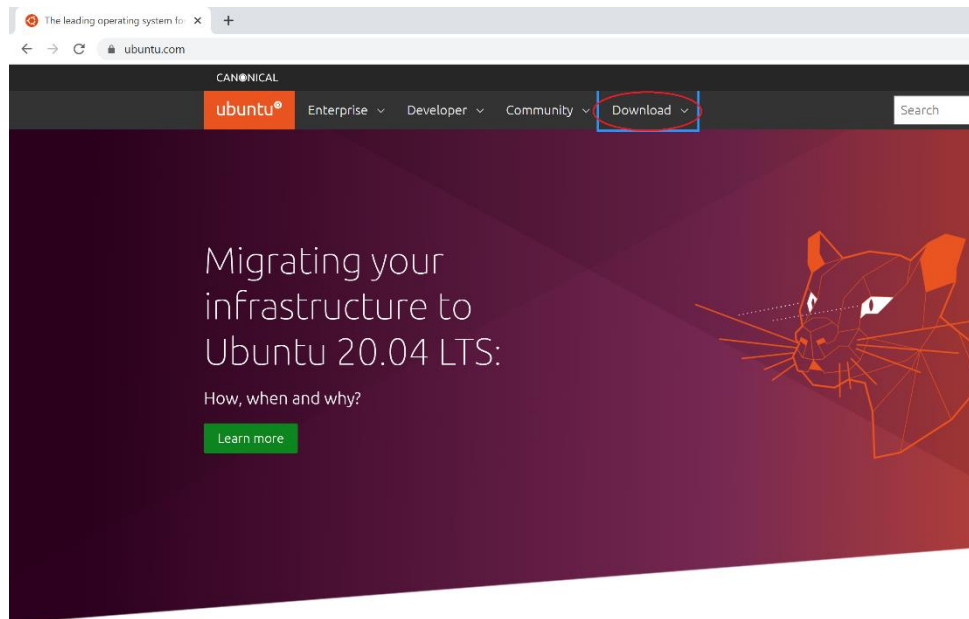 The leading operating system fo
ubuntu.com
CANONICAL
ubuntu® Enterprise Developer Community Download Search
Migrating your
infrastructure to
Ubuntu 20.04 LTS:
How, when and why?
Learn more